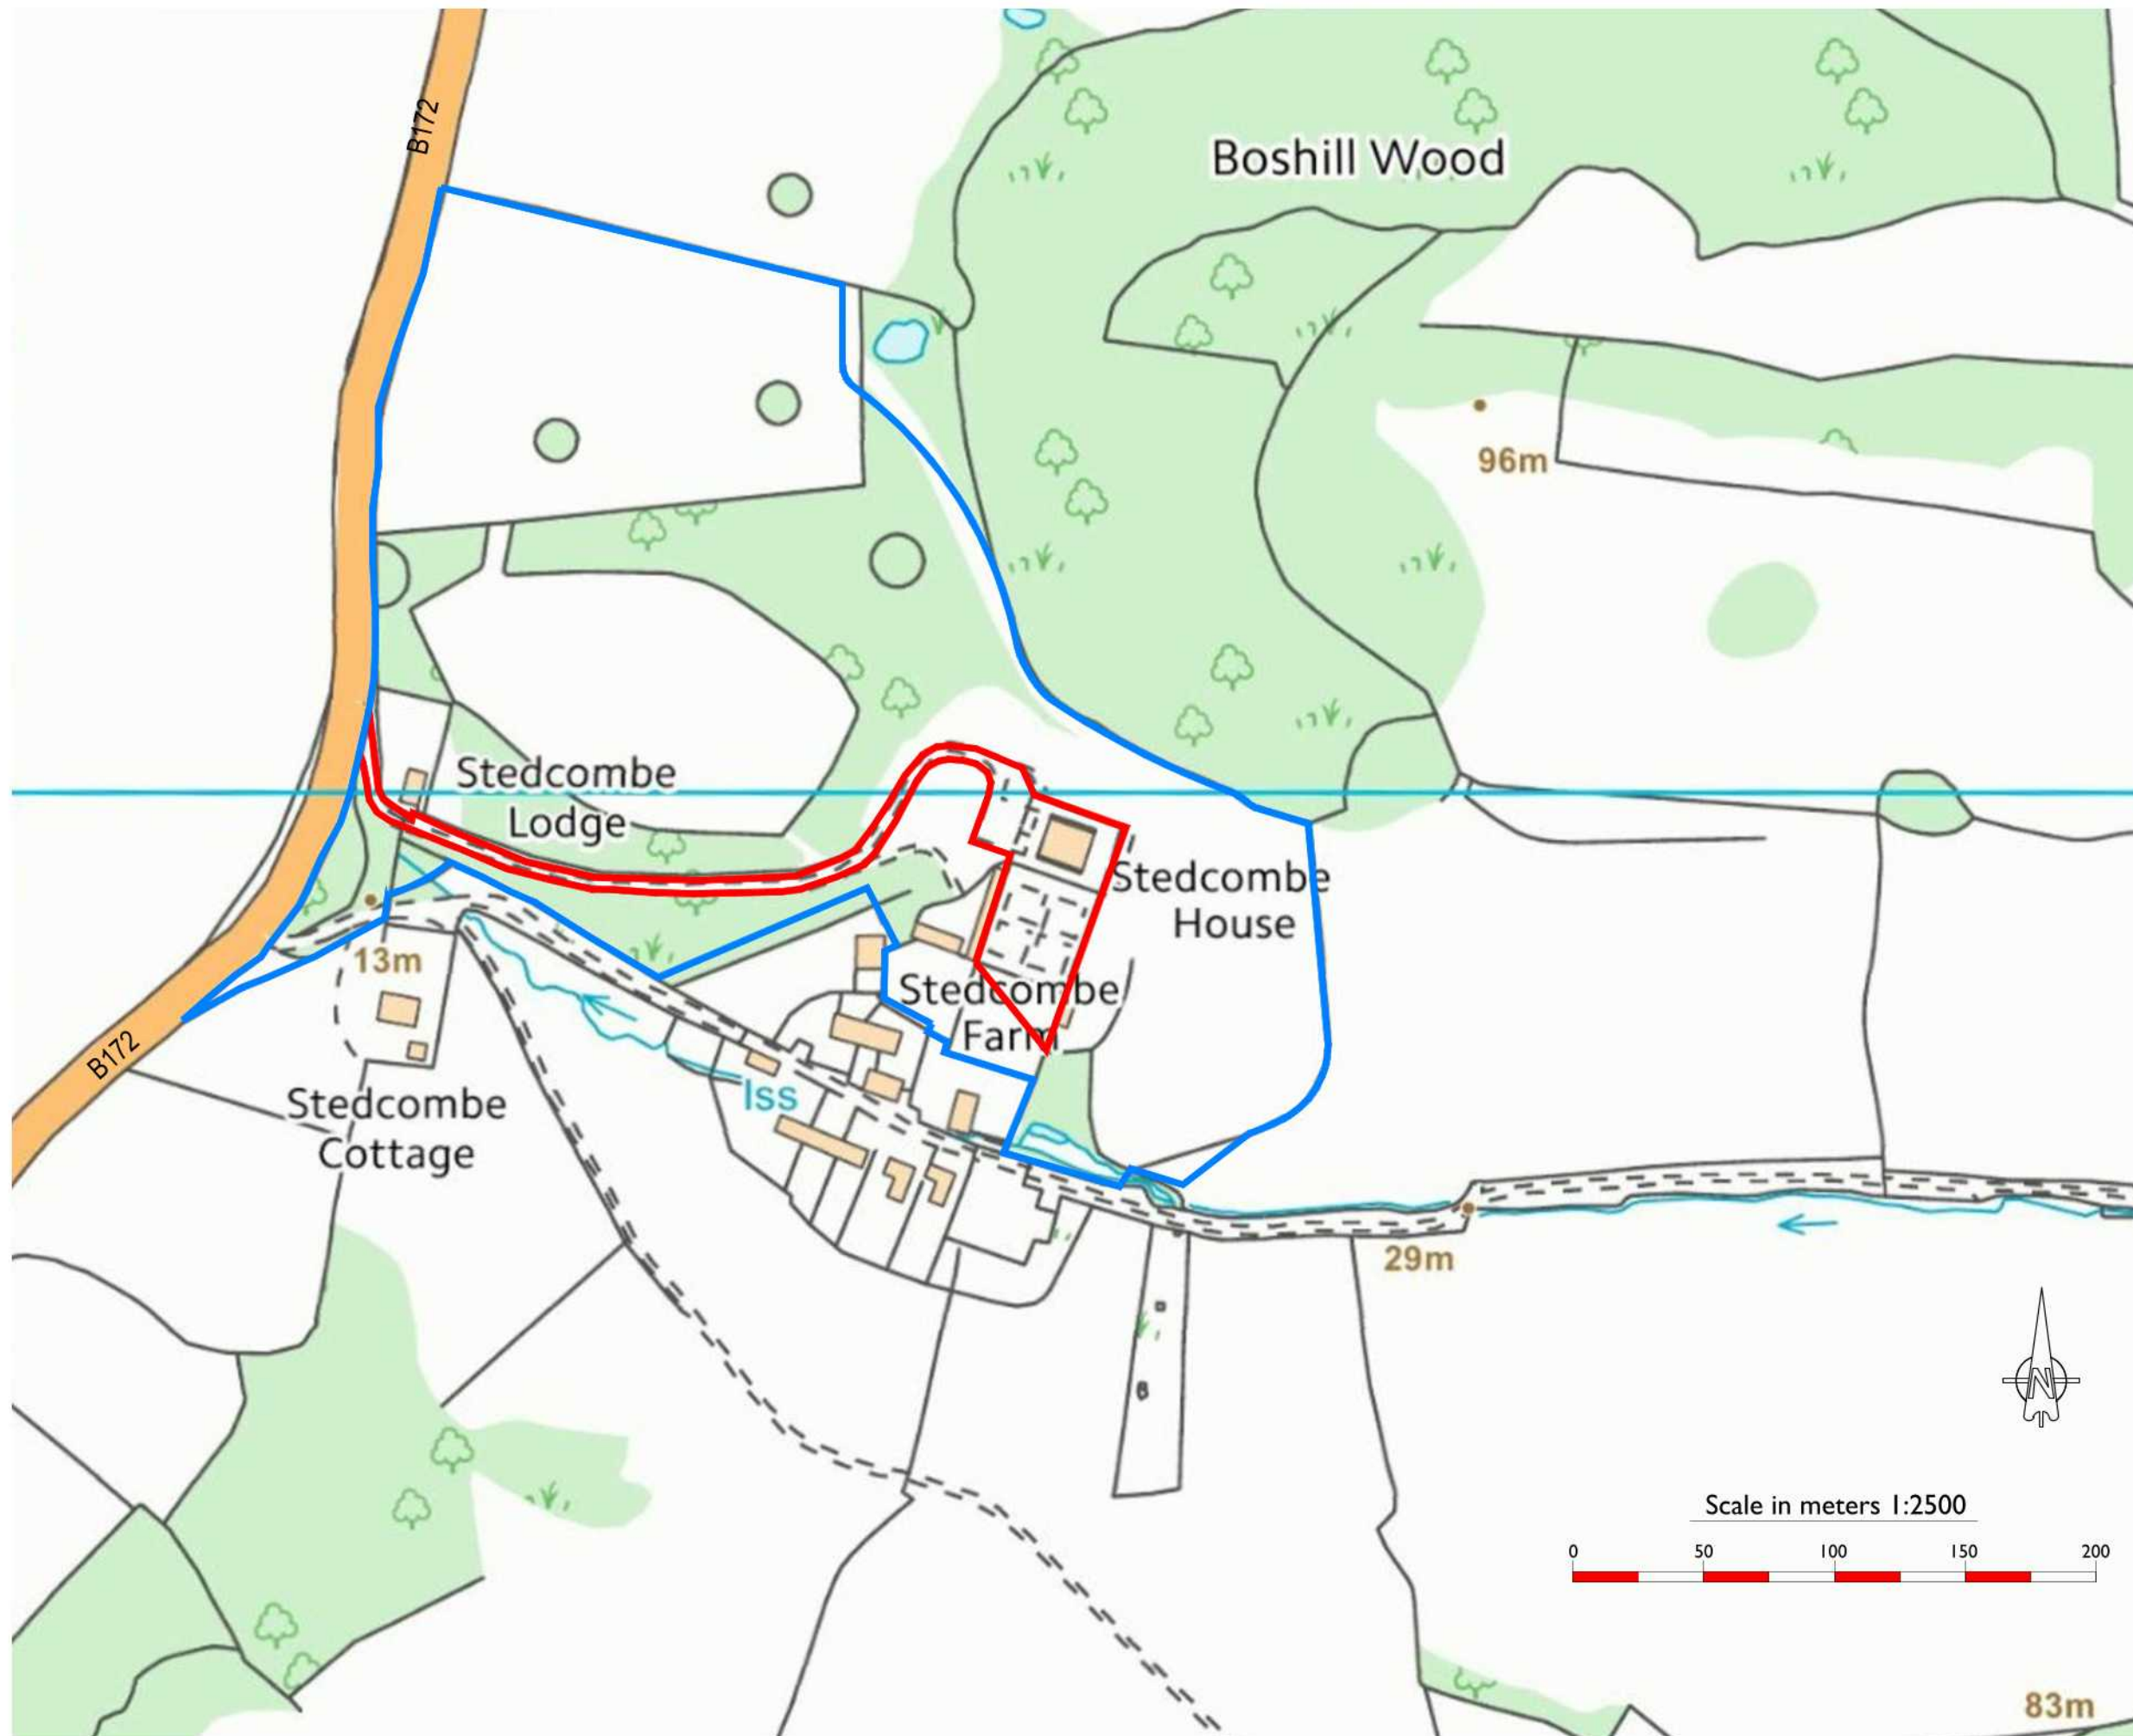 B172
Boshill Wood
96m
Stedcombe
Lodge
Stedcombe
House
13m
Stedcombe
Farm
B172
Iss
Stedcombe
Cottage
29m
N
Scale in meters 1:2500
0 50 100 150 200
83m